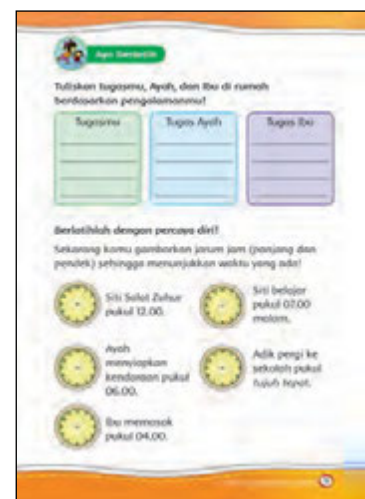 Ayo Berlatih
Tuliskan tugasmu, Ayah, dan Ibu di rumah
berdasarkan pengalamanmu!
Tugasmu
Tugas Ayah
Tugas Ibu
Berlatihlah dengan percaya diri!
Sekarang kamu gambarkan jarum jam (panjang dan
pendek) sehingga menunjukkan waktu yang ada!
Siti Salat Zuhur
pukul 12.00.
Siti belajar
pukul 07.00
malam.
Ayah
menyiapkan
kendaraan pukul
06.00.
Adik pergi ke
sekolah pukul
tujuh tepat.
Ibu memasak
pukul 04.00.